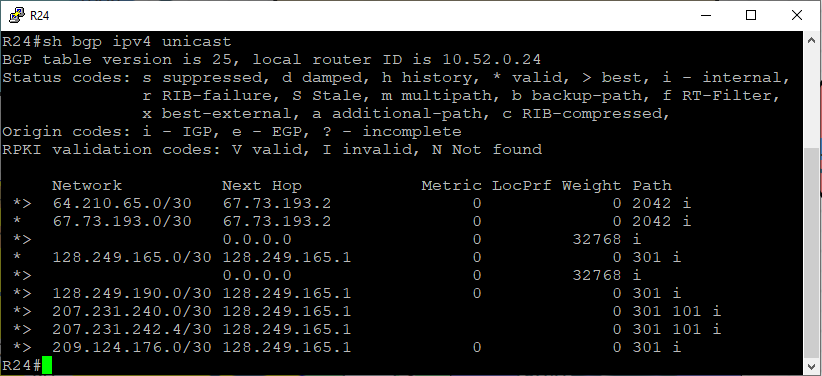 R24
R24#sh bgp ipv4 unicast
BGP table version is 25, local router ID is 10.52.0.24
Status codes: s suppressed, d damped, h history, * valid, > best, i - internal,
              r RIB-failure, S Stale, m multipath, b backup-path, f RT-Filter,
              x best-external, a additional-path, c RIB-compressed,
Origin codes: i - IGP, e - EGP, ? - incomplete
RPKI validation codes: V valid, I invalid, N Not found
     Network          Next Hop            Metric LocPrf Weight Path
 *>  64.210.65.0/30   67.73.193.2              0             0 2042 i
 *   67.73.193.0/30   67.73.193.2              0             0 2042 i
 *>                   0.0.0.0                  0         32768 i
 *   128.249.165.0/30 128.249.165.1            0             0 301 i
 *>                   0.0.0.0                  0         32768 i
 *>  128.249.190.0/30 128.249.165.1            0             0 301 i
 *>  207.231.240.0/30 128.249.165.1                          0 301 101 i
 *>  207.231.242.4/30 128.249.165.1                          0 301 101 i
 *>  209.124.176.0/30 128.249.165.1            0             0 301 i
R24#